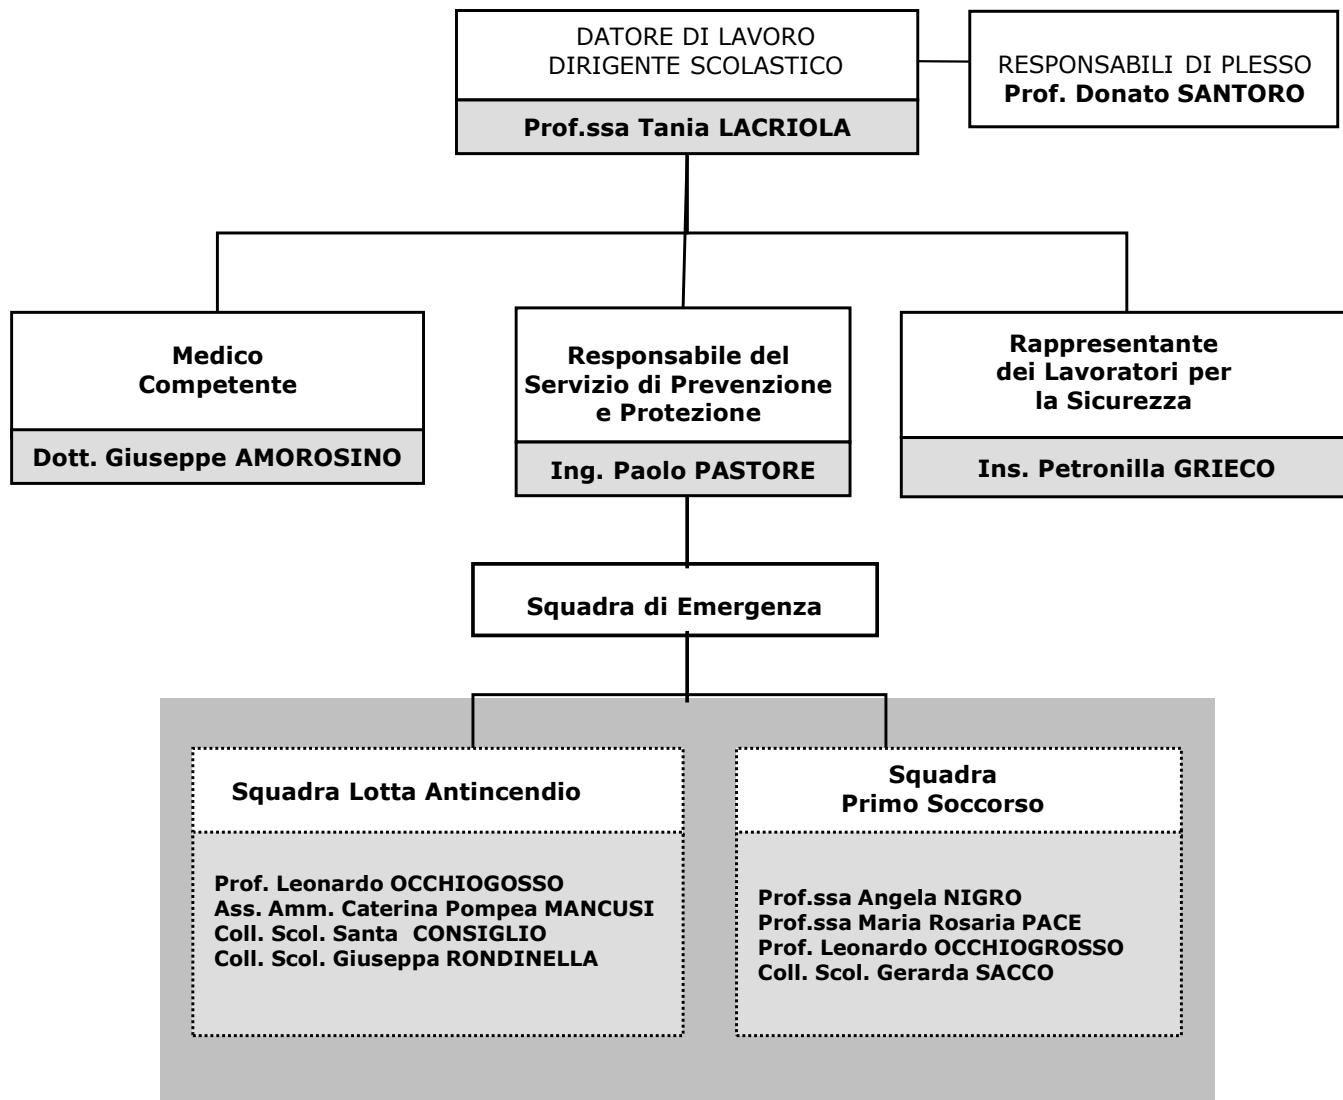 DATORE DI LAVORO
DIRIGENTE SCOLASTICO
Prof.ssa Tania LACRIOLA
RESPONSABILI DI PLESSO
Prof. Donato SANTORO
Medico
Competente
Dott. Giuseppe AMOROSINO
Responsabile del
Servizio di Prevenzione
e Protezione
Ing. Paolo PASTORE
Rappresentante
dei Lavoratori per
la Sicurezza
Ins. Petronilla GRIECO
Squadra di Emergenza
Squadra Lotta Antincendio
Prof. Leonardo OCCHIOGOSSO
Ass. Amm. Caterina Pompea MANCUSI
Coll. Scol. Santa  CONSIGLIO
Coll. Scol. Giuseppa RONDINELLA
Squadra
Primo Soccorso
Prof.ssa Angela NIGRO
Prof.ssa Maria Rosaria PACE
Prof. Leonardo OCCHIOGROSSO
Coll. Scol. Gerarda SACCO